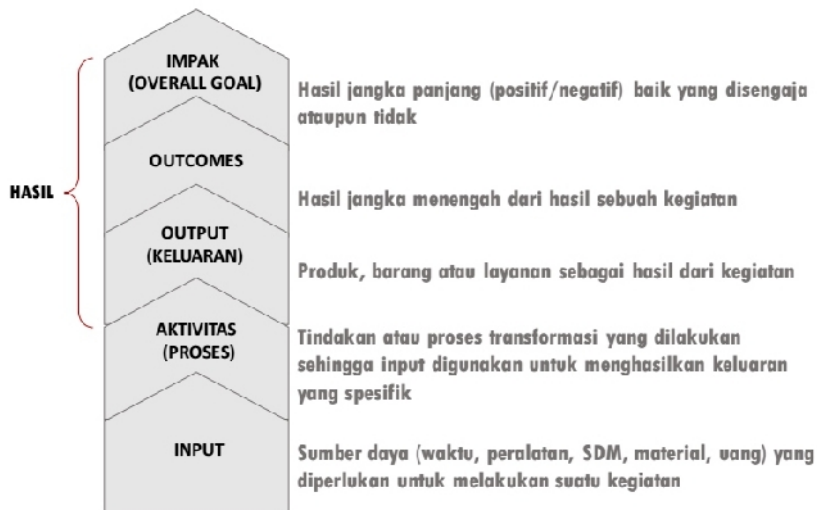 IMPAK
(OVERALL GOAL)
Hasil jangka panjang (positif/negatif) baik yang disengaja
ataupun tidak
OUTCOMES
HASIL
Hasil jangka menengah dari hasil sebuah kegiatan
OUTPUT
(KELUARAN)
Produk, barang atau layanan sebagai hasil dari kegiatan
AKTIVITAS
(PROSES)
Tindakan atau proses transformasi yang dilakukan
sehingga input digunakan untuk menghasilkan keluaran
yang spesifik
INPUT
Sumber daya (waktu, peralatan, SDM, material, uang) yang
diperlukan untuk melakukan suatu kegiatan